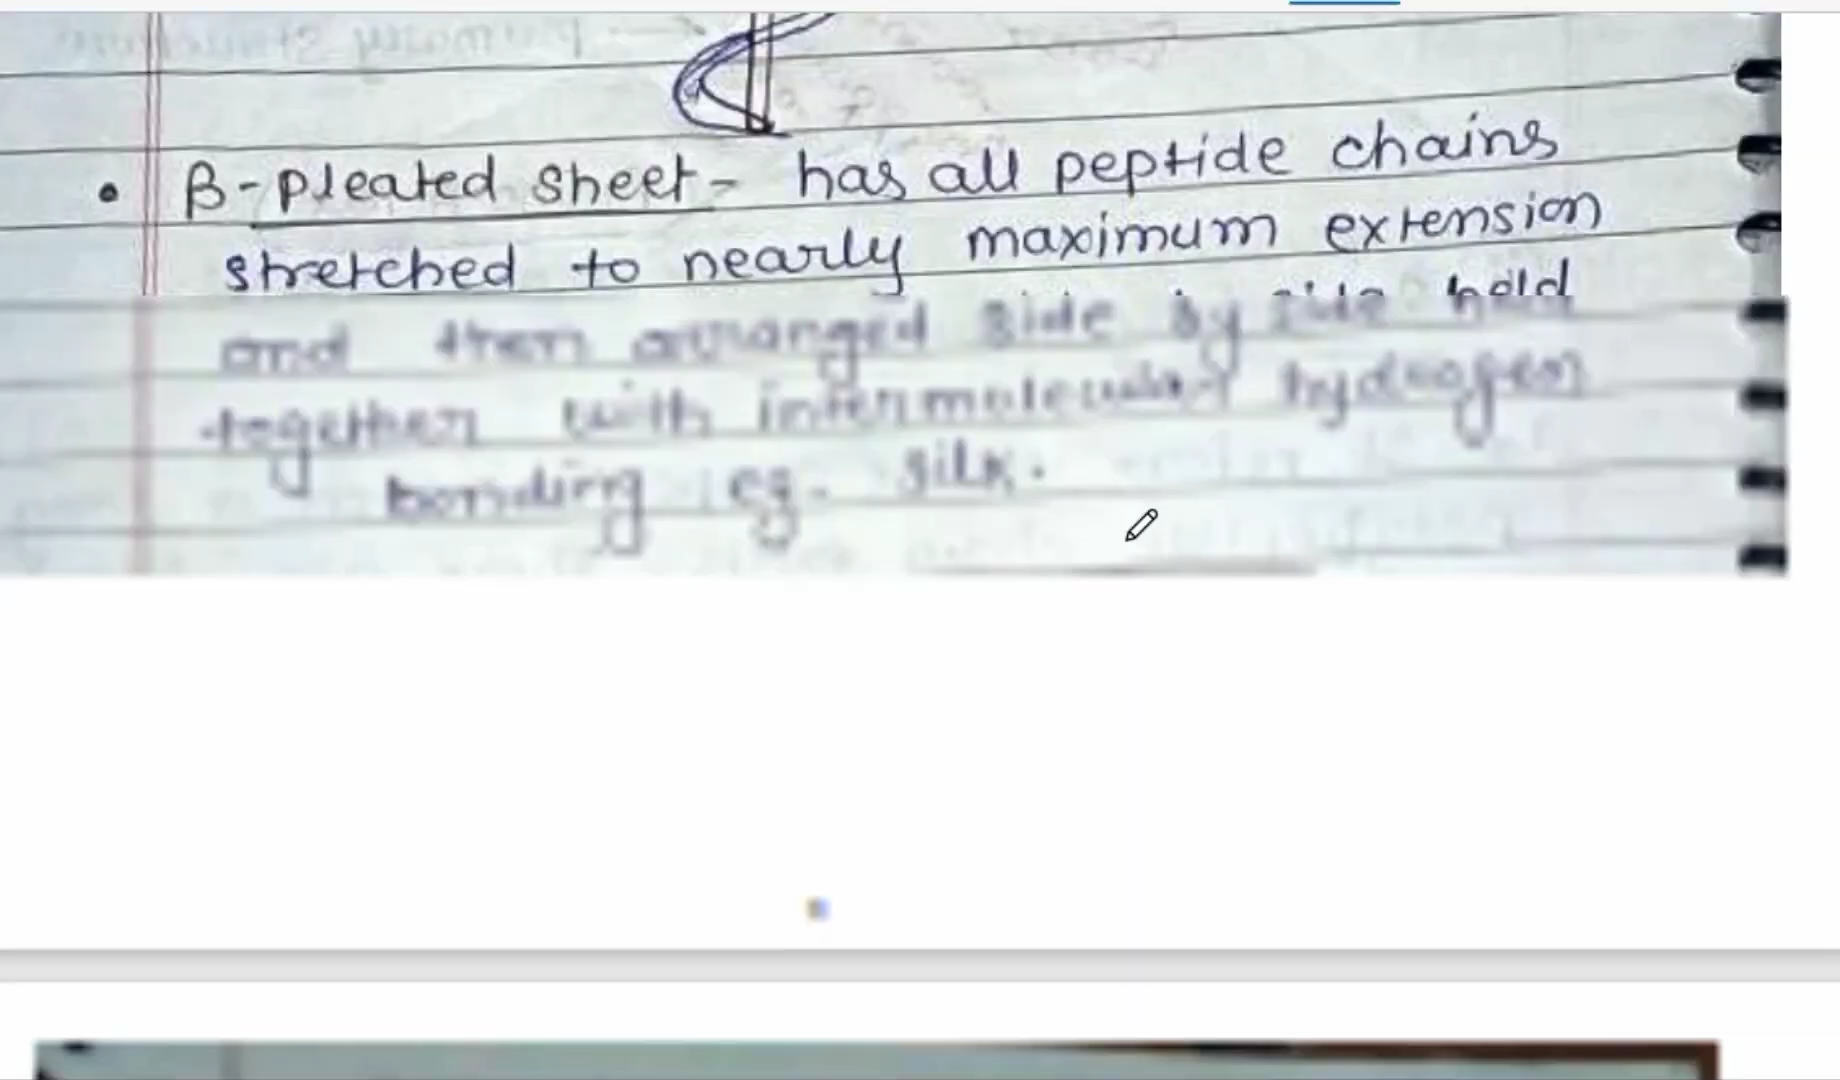 • β-pleated sheet- has all peptide chains
stretched to nearly maximum extension
and then arranged side by side held
together with intermolecular hydrogen
bonding eg. silk.